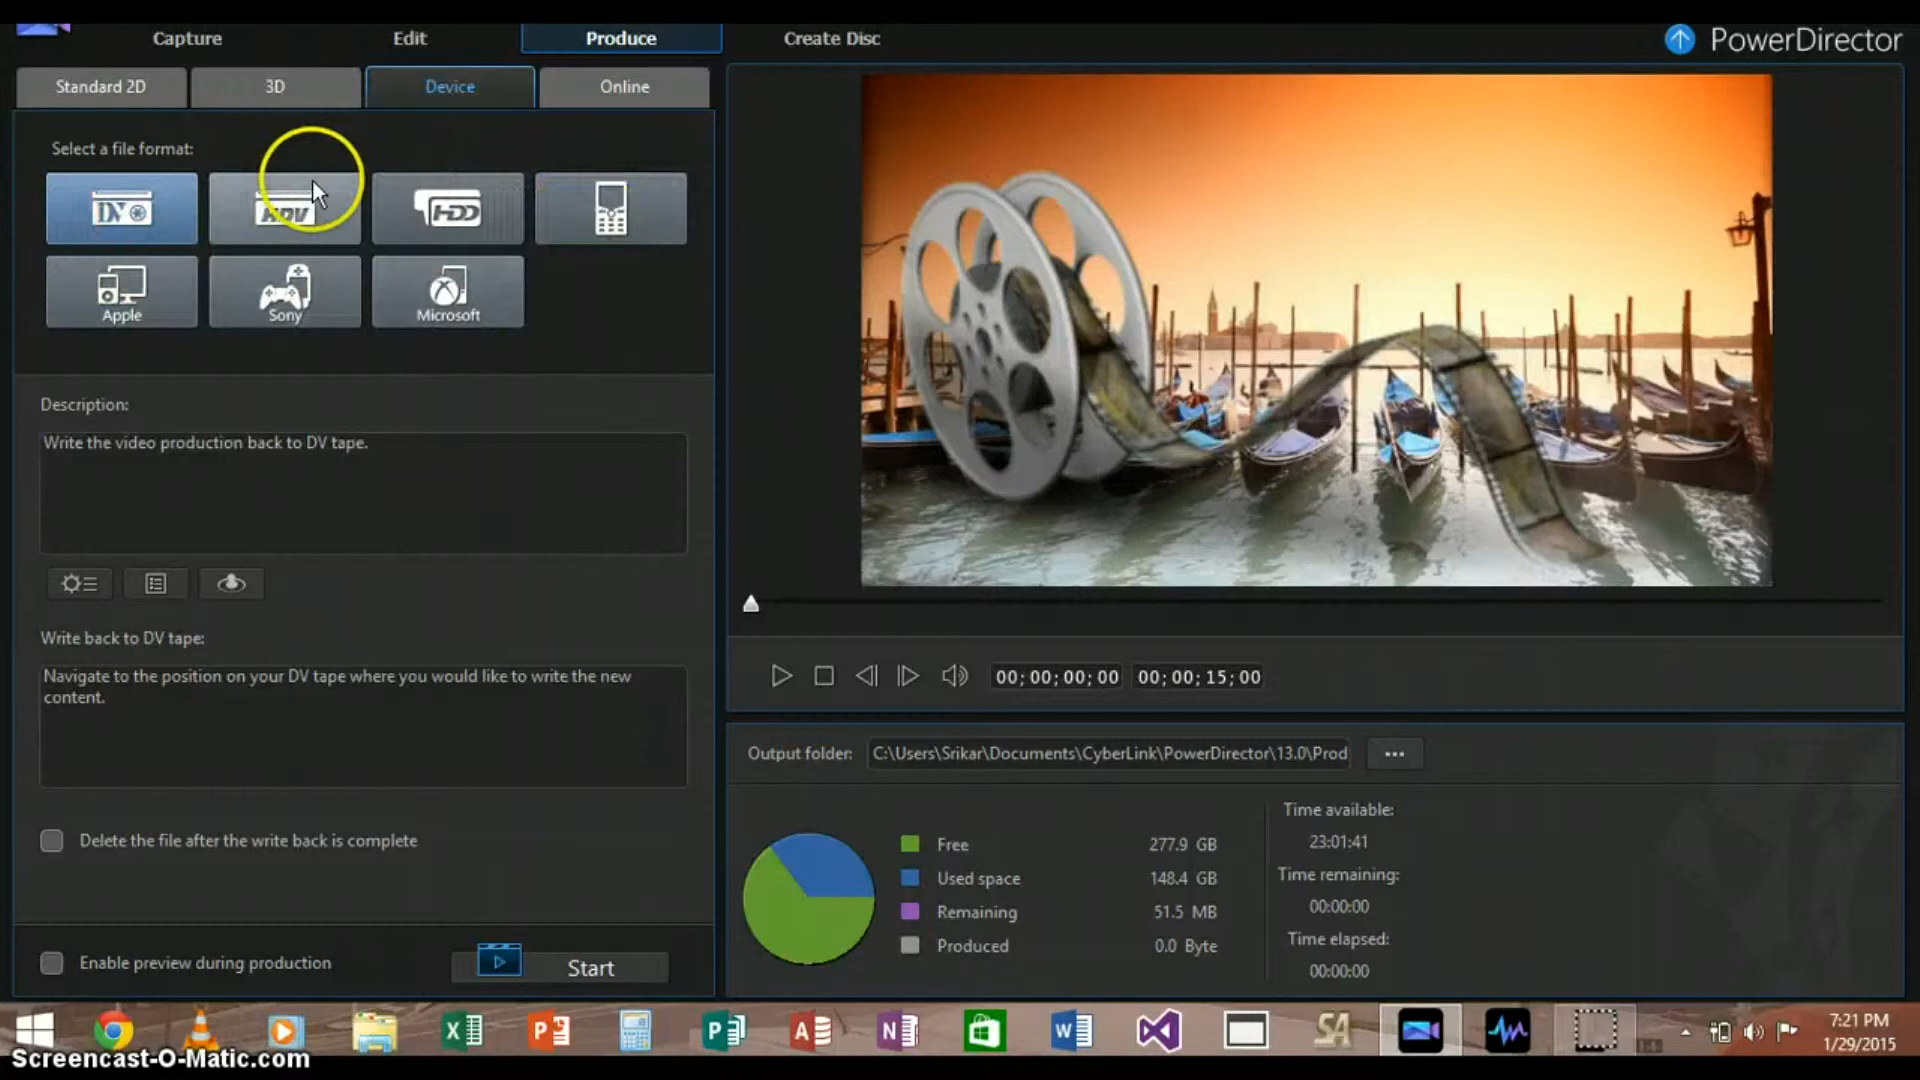 Capture
Edit
Produce
Create Disc
PowerDirector
Standard 2D
3D
Device
Online
Select a file format:
DV
HDV
HDD
Apple
Sony
Microsoft
Description:
Write the video production back to DV tape.
Write back to DV tape:
Navigate to the position on your DV tape where you would like to write the new
content.
Delete the file after the write back is complete
Enable preview during production
Start
00;00;00;00
00;00;15;00
Output folder:
C:\Users\Srikar\Documents\CyberLink\PowerDirector\13.0\Prod
...
Free 277.9 GB
Used space 148.4 GB
Remaining 51.5 MB
Produced 0.0 Byte
Time available:
23:01:41
Time remaining:
00:00:00
Time elapsed:
00:00:00
X
P
P
A
N
W
SA
7:21 PM
1/29/2015
Screencast-O-Matic.com